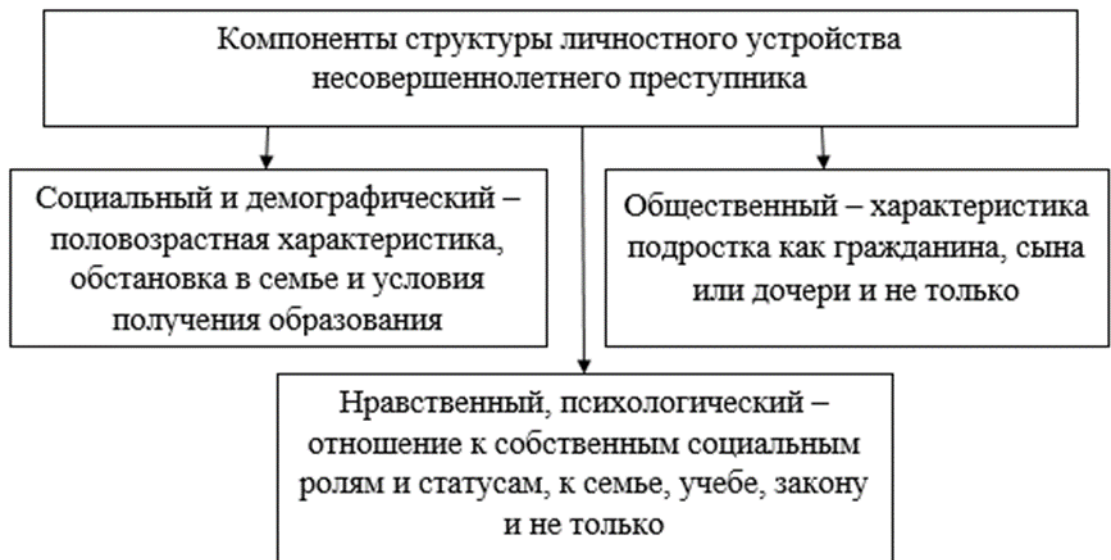 Компоненты структуры личностного устройства
несовершеннолетнего преступника
Социальный и демографический –
половозрастная характеристика,
обстановка в семье и условия
получения образования
Общественный – характеристика
подростка как гражданина, сына
или дочери и не только
Нравственный, психологический –
отношение к собственным социальным
ролям и статусам, к семье, учебе, закону
и не только